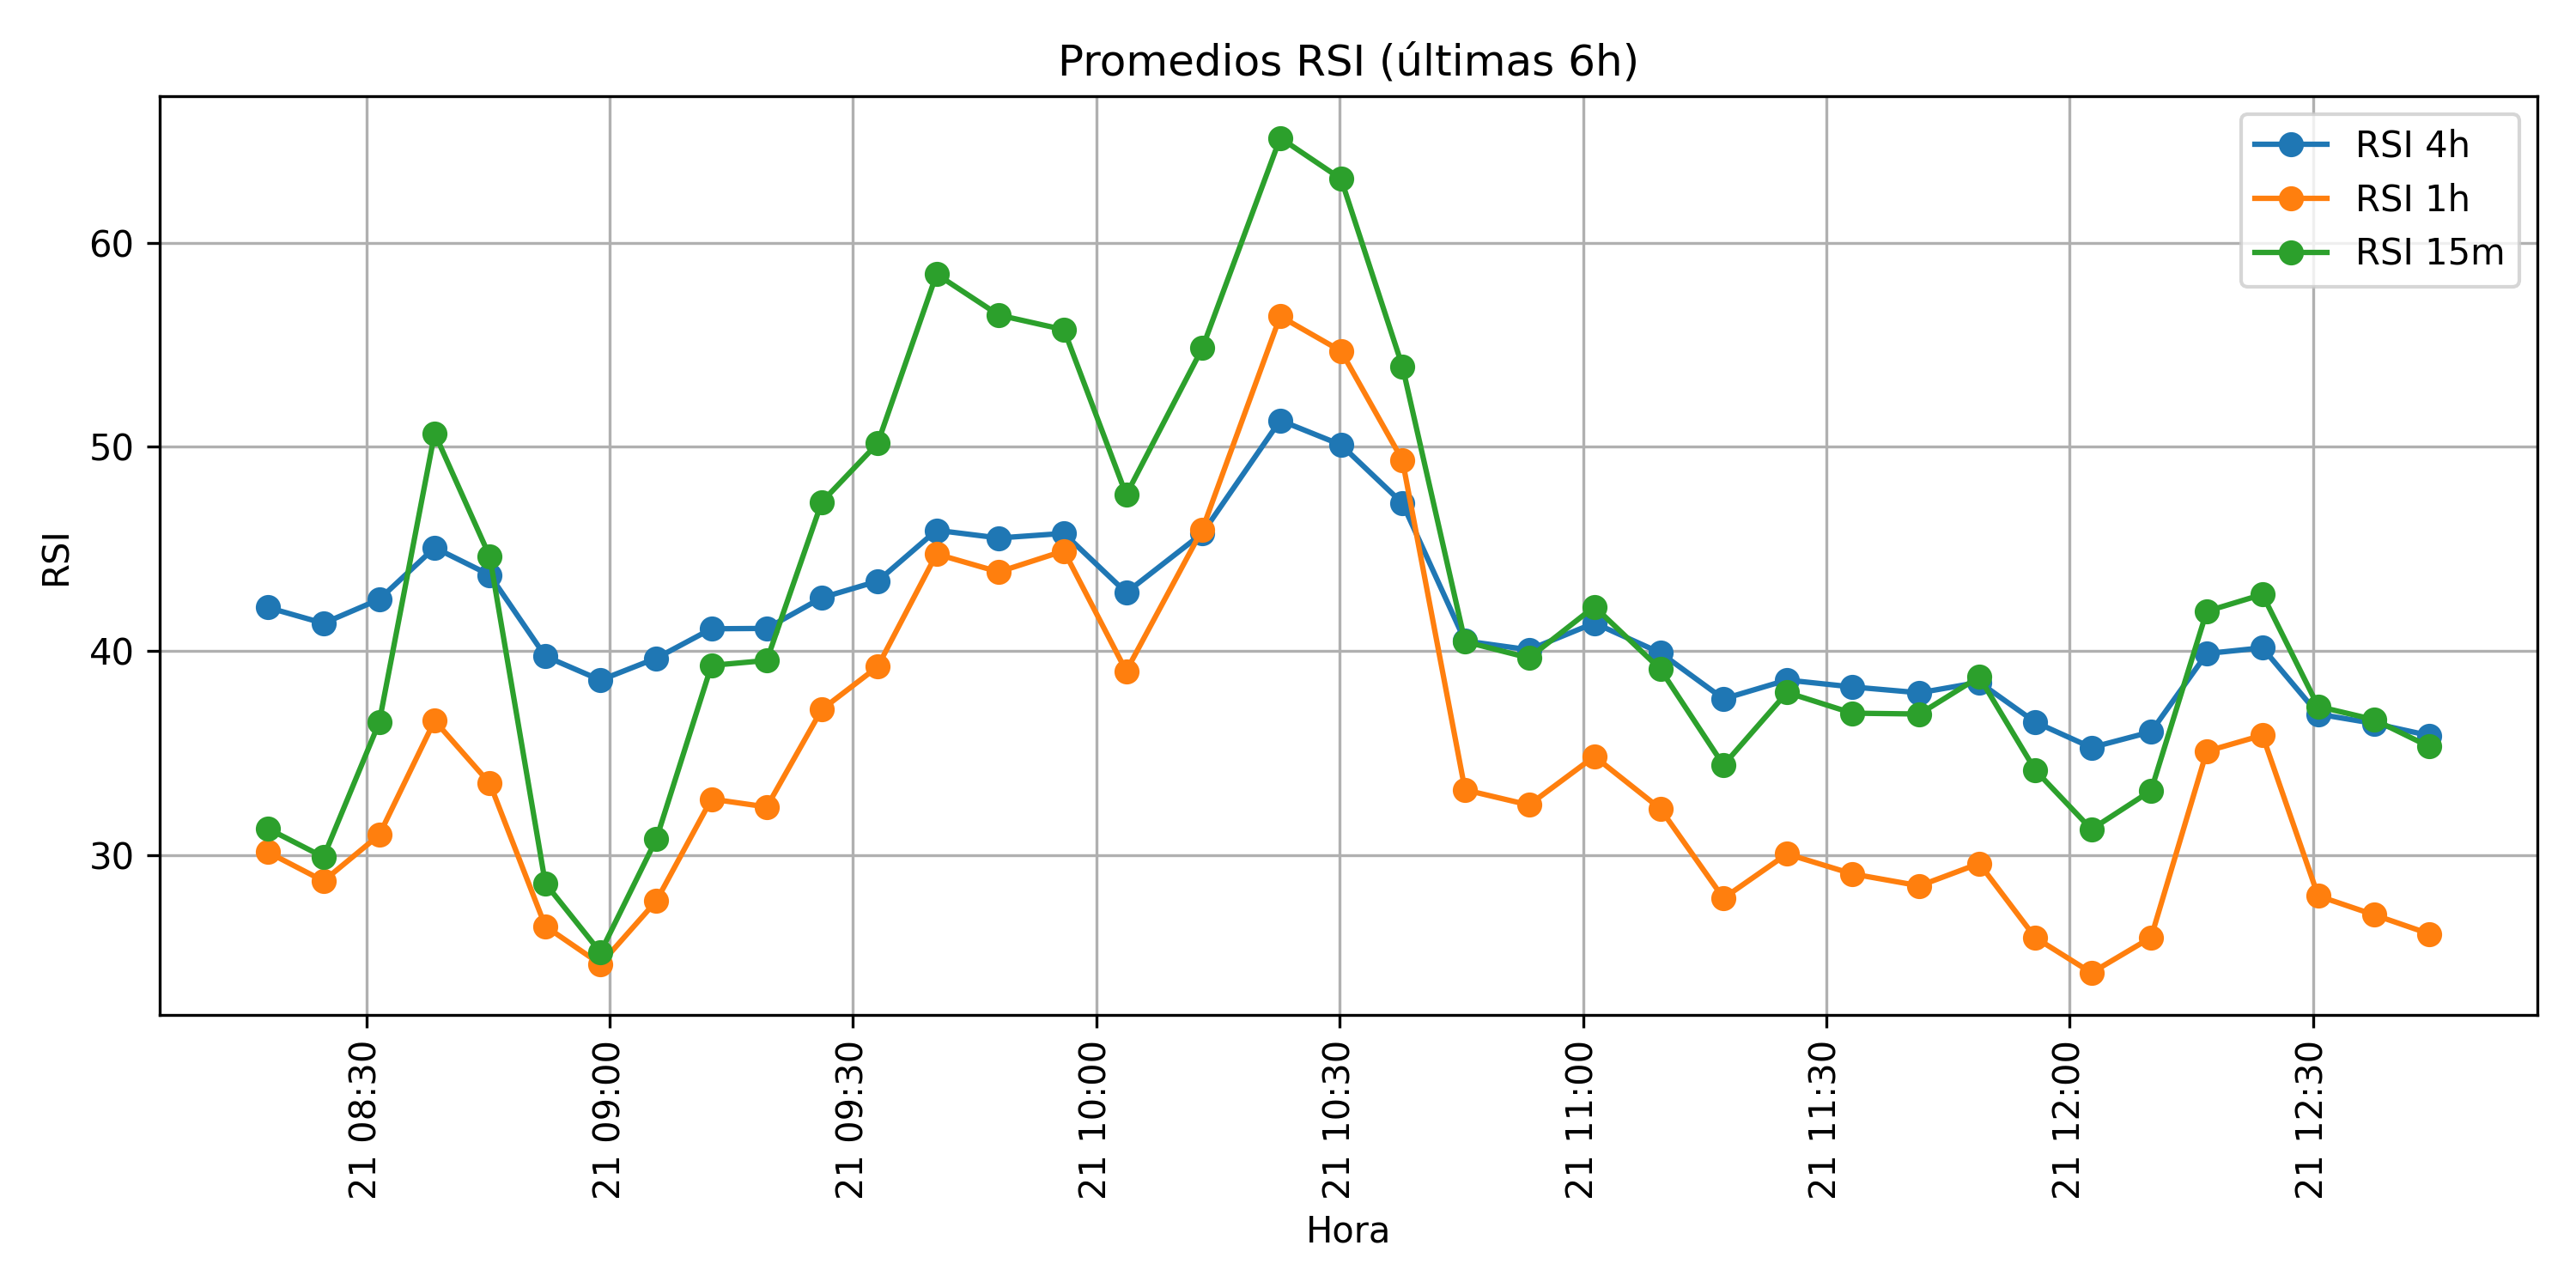 Promedios RSI (últimas 6h)
RSI 4h
RSI 1h
RSI 15m
RSI
60
50
40
30
21 08:30
21 09:00
21 09:30
21 10:00
21 10:30
21 11:00
21 11:30
21 12:00
21 12:30
Hora